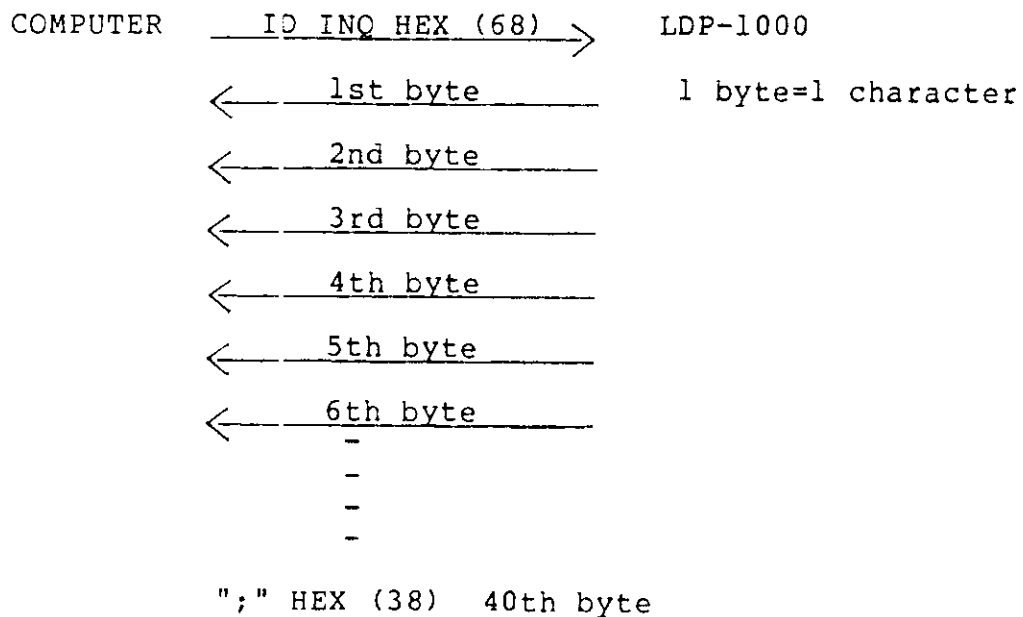 COMPUTER ID INQ HEX (68) LDP-1000
1st byte 1 byte=1 character
2nd byte
3rd byte
4th byte
5th byte
6th byte
-
-
-
-
";" HEX (38) 40th byte